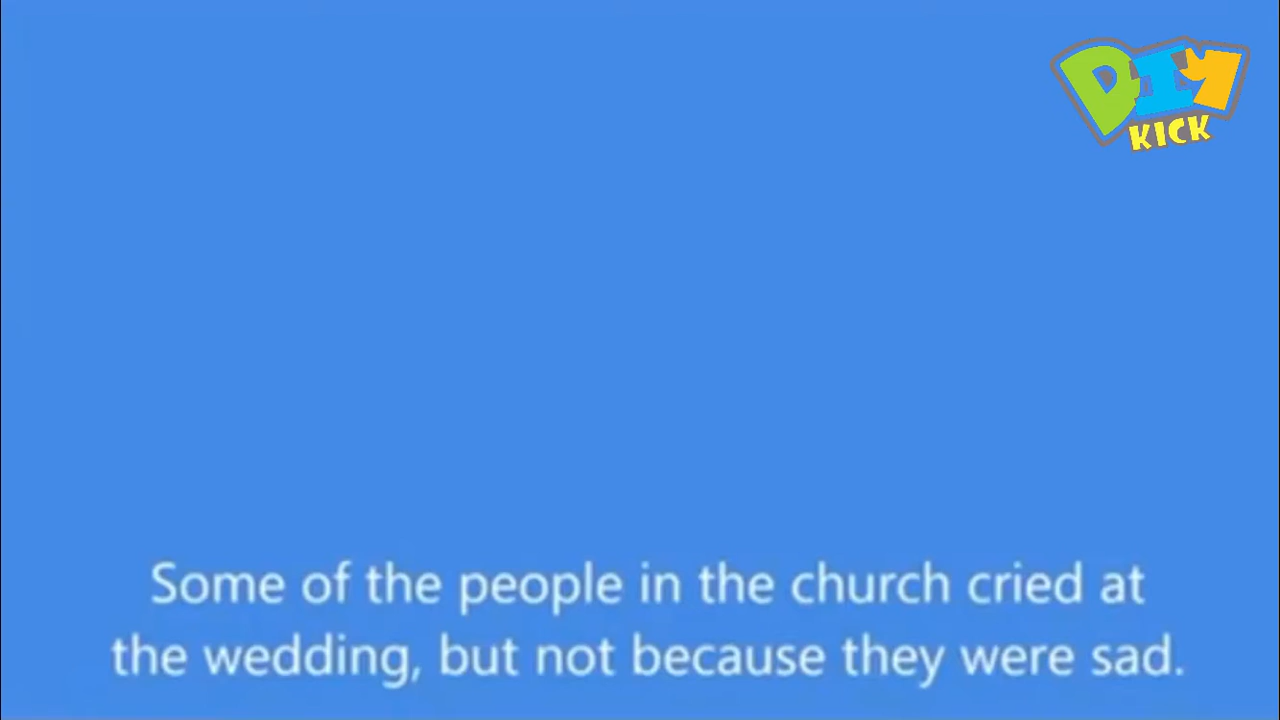 DIY
KICK
Some of the people in the church cried at
the wedding, but not because they were sad.